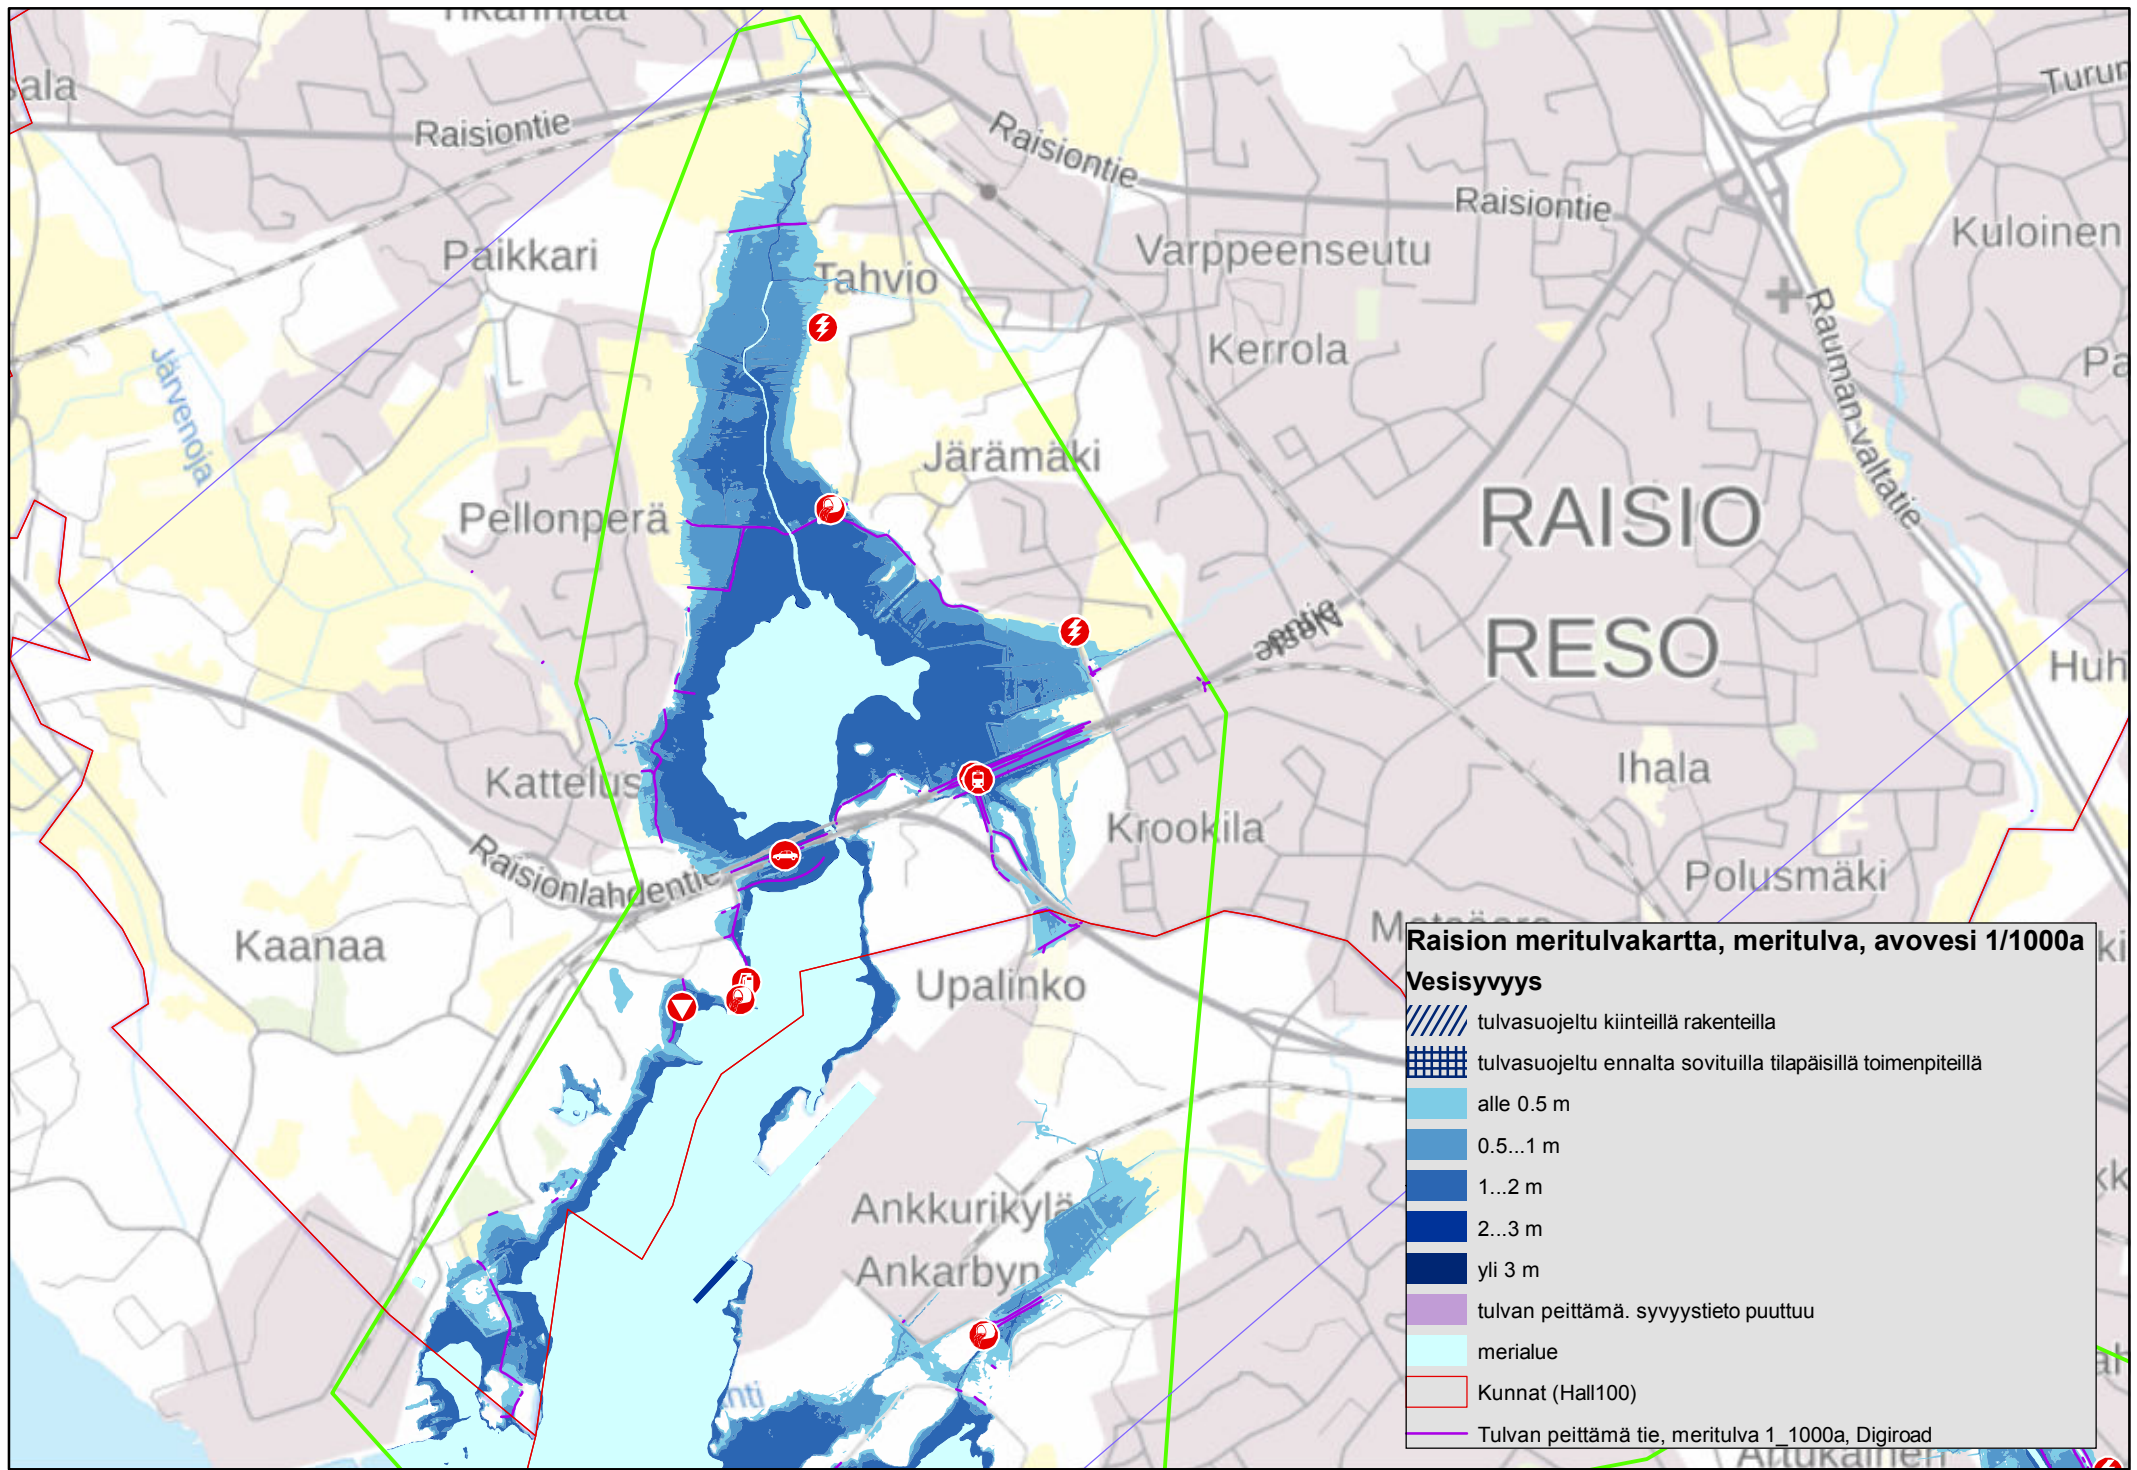 Raisiontie
Raisiontie
Raisiontie
Paikkari
Tahvio
Varppeenseutu
Kuloinen
Kerrola
Rauman valtatie
Järvenoja
Järämäki
Pellonperä
RAISIO
RESO
Alasentie
Huh
Ihala
Kattelus
Krookila
Raisionlahdentie
Polusmäki
Kaanaa
Upalinko
Ankkurikylä
Ankarbyn
Raision meritulvakartta, meritulva, avovesi 1/1000a
Vesisyvyys
tulvasuojeltu kiinteillä rakenteilla
tulvasuojeltu ennalta sovituilla tilapäisillä toimenpiteillä
alle 0.5 m
0.5...1 m
1...2 m
2...3 m
yli 3 m
tulvan peittämä. syvyystieto puuttuu
merialue
Kunnat (Hall100)
Tulvan peittämä tie, meritulva 1_1000a, Digiroad